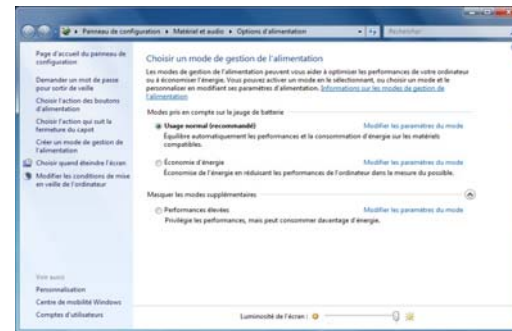 Panneau de configuration ▸ Matériel et audio ▸ Options d'alimentation
Rechercher
Page d'accueil du panneau de
configuration
Demander un mot de passe
pour sortir de veille
Choisir l'action des boutons
d'alimentation
Choisir l'action qui suit la
fermeture du capot
Créer un mode de gestion de
l'alimentation
Choisir quand éteindre l'écran
Modifier les conditions de mise
en veille de l'ordinateur
Voir aussi
Personnalisation
Centre de mobilité Windows
Comptes d'utilisateurs
Choisir un mode de gestion de l'alimentation
Les modes de gestion de l'alimentation peuvent vous aider à optimiser les performances de votre ordinateur
ou à économiser l'énergie. Vous pouvez activer un mode en le sélectionnant, ou choisir un mode et le
personnaliser en modifiant ses paramètres d'alimentation. Informations sur les modes de gestion de
l'alimentation
Modes pris en compte sur la jauge de batterie
Usage normal (recommandé) Modifier les paramètres du mode
Équilibre automatiquement les performances et la consommation d'énergie sur les matériels
compatibles.
Économie d'énergie Modifier les paramètres du mode
Économie de l'énergie en réduisant les performances de l'ordinateur dans la mesure du possible.
Masquer les modes supplémentaires
Performances élevées Modifier les paramètres du mode
Privilégie les performances, mais peut consommer davantage d'énergie.
Luminosité de l'écran :